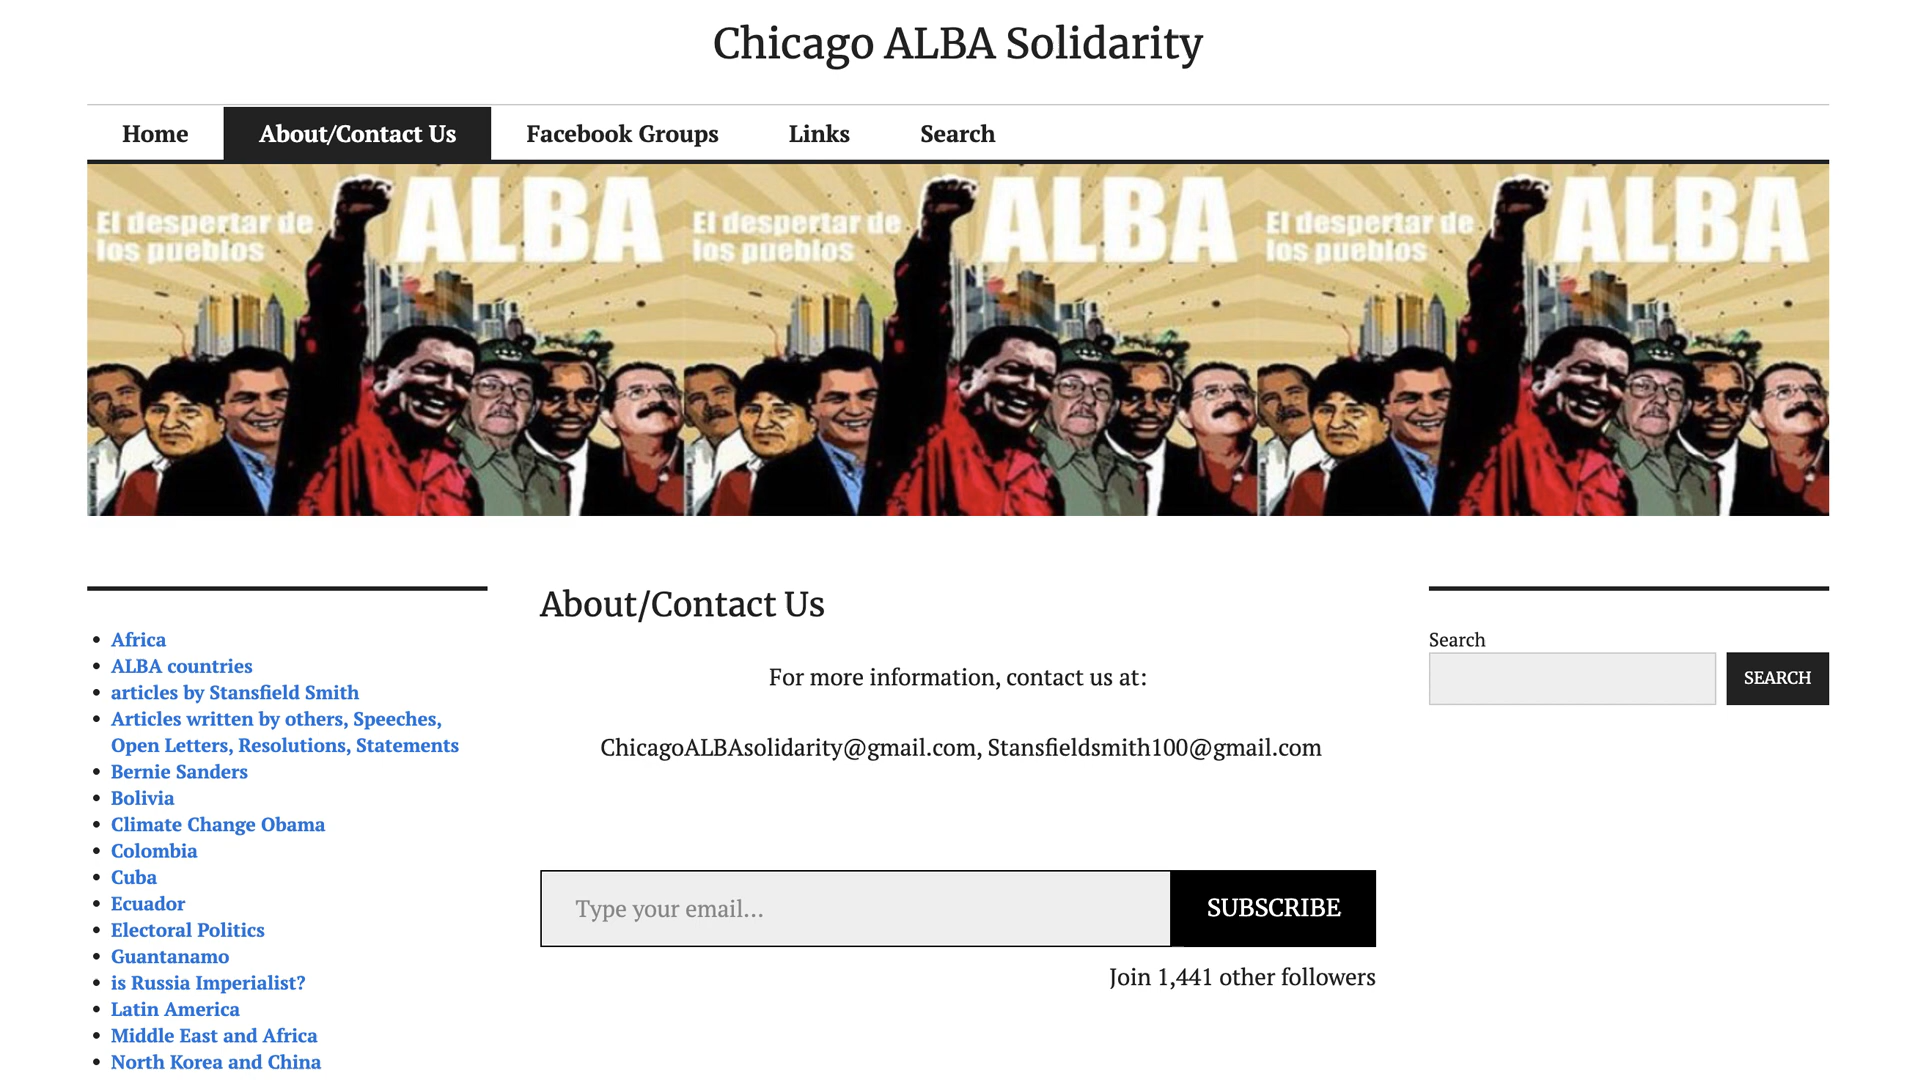 Chicago ALBA Solidarity
Home About/Contact Us Facebook Groups Links Search
El despertar de
los pueblos
ALBA
El despertar de
los pueblos
ALBA
El despertar de
los pueblos
ALBA
Africa
ALBA countries
articles by Stansfield Smith
Articles written by others, Speeches,
Open Letters, Resolutions, Statements
Bernie Sanders
Bolivia
Climate Change Obama
Colombia
Cuba
Ecuador
Electoral Politics
Guantanamo
is Russia Imperialist?
Latin America
Middle East and Africa
North Korea and China
About/Contact Us
For more information, contact us at:
ChicagoALBAsolidarity@gmail.com, Stansfieldsmith100@gmail.com
Type your email...
SUBSCRIBE
Join 1,441 other followers
Search
SEARCH